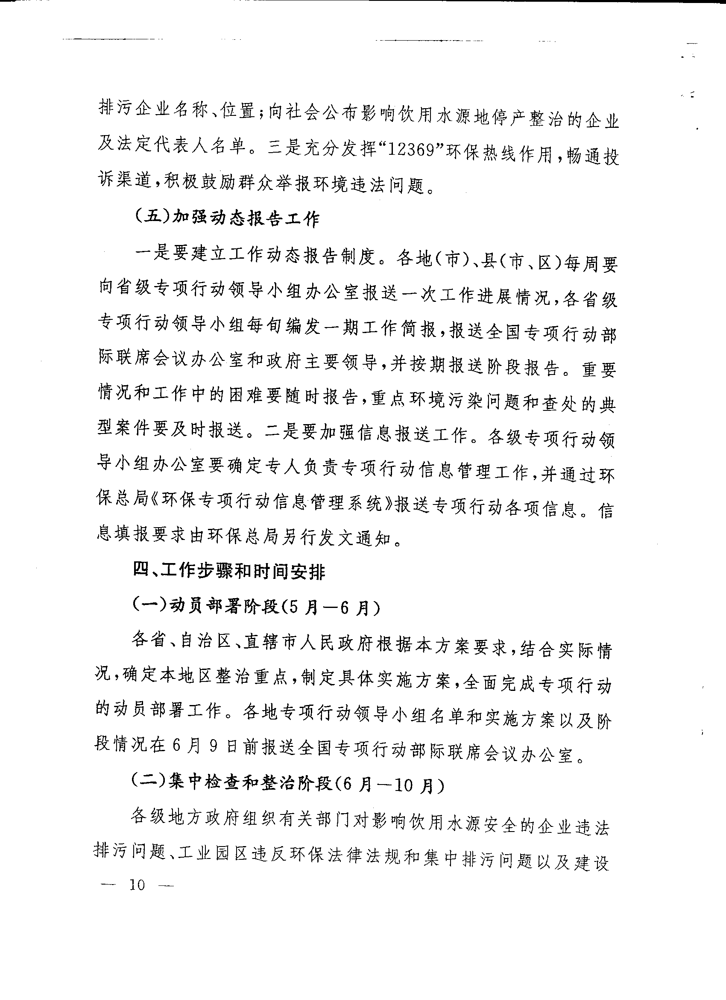 排污企业名称、位置;向社会公布影响饮用水源地停产整治的企业
及法定代表人名单。三是充分发挥“12369”环保热线作用,畅通投
诉渠道,积极鼓励群众举报环境违法问题。
(五)加强动态报告工作
一是要建立工作动态报告制度。各地(市)、县(市、区)每周要
向省级专项行动领导小组办公室报送一次工作进展情况,各省级
专项行动领导小组每旬编发一期工作简报,报送全国专项行动部
际联席会议办公室和政府主要领导,并按期报送阶段报告。重要
情况和工作中的困难要随时报告,重点环境污染问题和查处的典
型案件要及时报送。二是要加强信息报送工作。各级专项行动领
导小组办公室要确定专人负责专项行动信息管理工作,并通过环
保总局《环保专项行动信息管理系统》报送专项行动各项信息。信
息填报要求由环保总局另行发文通知。
四、工作步骤和时间安排
(一)动员部署阶段(5月—6月)
各省、自治区、直辖市人民政府根据本方案要求,结合实际情
况,确定本地区整治重点,制定具体实施方案,全面完成专项行动
的动员部署工作。各地专项行动领导小组名单和实施方案以及阶
段情况在6月9日前报送全国专项行动部际联席会议办公室。
(二)集中检查和整治阶段(6月—10月)
各级地方政府组织有关部门对影响饮用水源安全的企业违法
排污问题、工业园区违反环保法律法规和集中排污问题以及建设
— 10 —